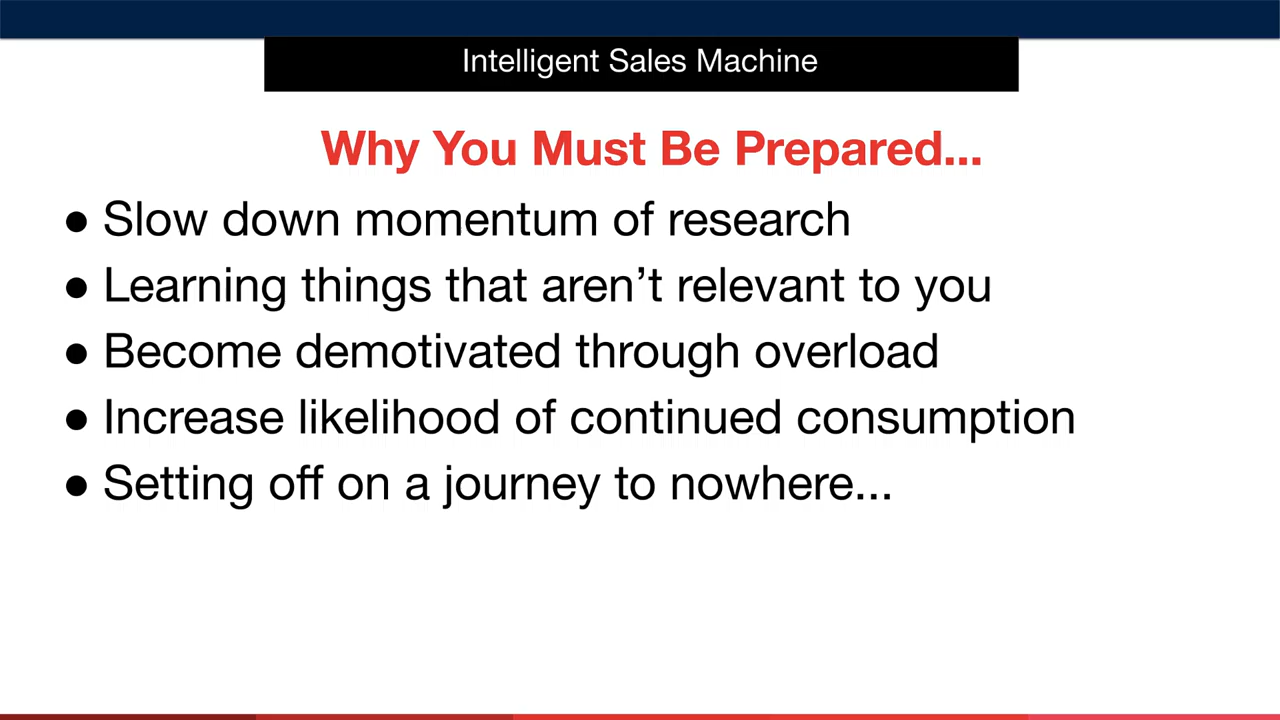 Intelligent Sales Machine
Why You Must Be Prepared...
● Slow down momentum of research
● Learning things that aren’t relevant to you
● Become demotivated through overload
● Increase likelihood of continued consumption
● Setting off on a journey to nowhere...